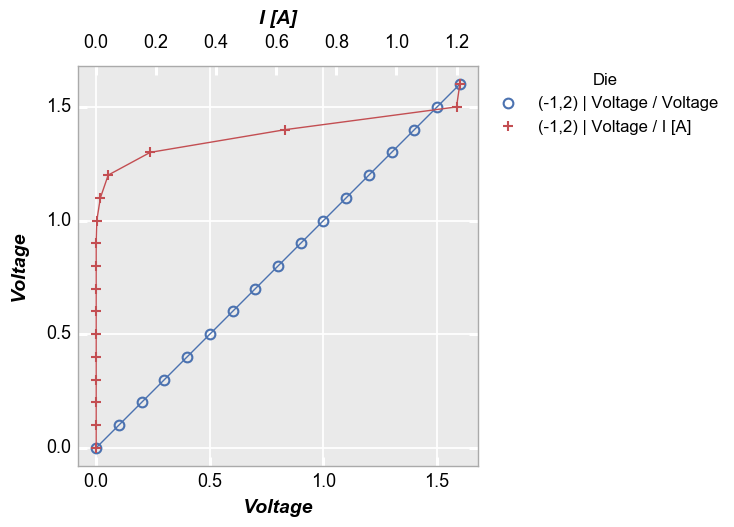 I [A]
0.0 0.2 0.4 0.6 0.8 1.0 1.2
Die
(-1,2) | Voltage / Voltage
(-1,2) | Voltage / I [A]
1.5
1.0
0.5
0.0
Voltage
0.0 0.5 1.0 1.5
Voltage